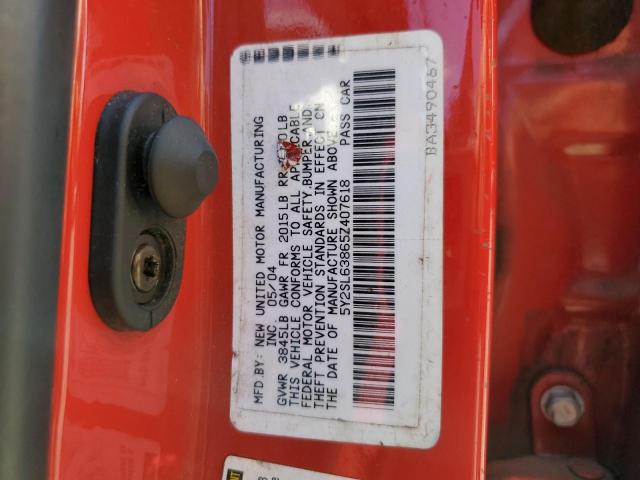 MFD.BY: NEW UNITED MOTOR MANUFACTURING
INC 05/04
GVWR 3845LB GAWR FR 2015LB RR LB
THIS VEHICLE CONFORMS TO ALL
FEDERAL MOTOR VEHICLE SAFETY,BUMPER,AND
THEFT PREVENTION STANDARDS IN EFFECT ON
THE DATE OF MANUFACTURE SHOWN ABOVE
5Y2SL63865Z407618 PASS CAR
BA3490467